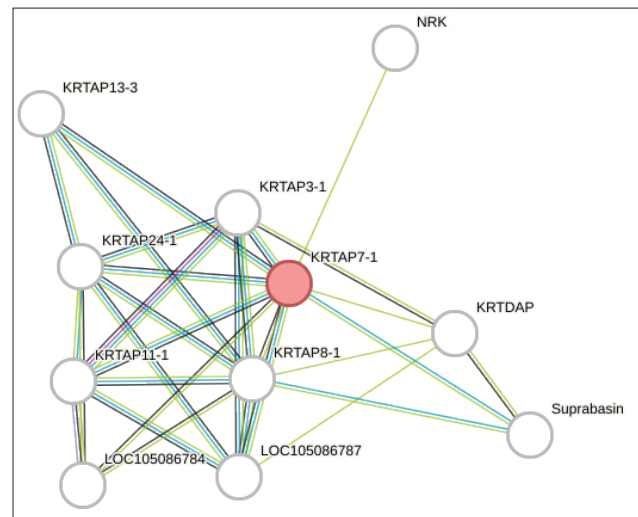 NRK
KRTAP13-3
KRTAP3-1
KRTAP24-1
KRTAP7-1
KRTDAP
KRTAP11-1
KRTAP8-1
Suprabasin
LOC105086784
LOC105086787